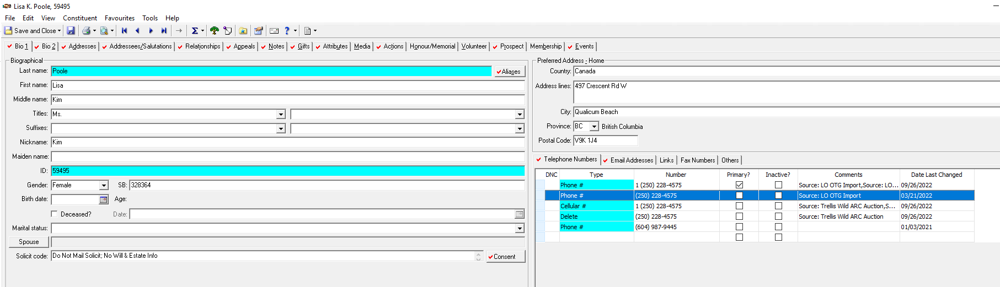 Lisa K. Poole, 59495
File Edit View Constituent Favourites Tools Help
Save and Close
Bio 1 Bio 2 Addresses Addressees/Salutations Relationships Appeals Notes Gifts Attributes Media Actions Honour/Memorial Volunteer Prospect Membership Events
Biographical
Last name: Poole Aliases
First name: Lisa
Middle name: Kim
Titles: Ms.
Suffixes:
Nickname: Kim
Maiden name:
ID: 59495
Gender: Female SB: 328364
Birth date: Age:
Deceased? Date:
Marital status:
Spouse
Solicit code: Do Not Mail Solicit; No Will & Estate Info Consent
Preferred Address - Home
Country: Canada
Address lines: 497 Crescent Rd W
City: Qualicum Beach
Province: BC British Columbia
Postal Code: V9K 1J4
Telephone Numbers Email Addresses Links Fax Numbers Others
DNC Type Number Primary? Inactive? Comments Date Last Changed
Phone # 1 (250) 228-4575 Source: LO OTG Import,Source: LO... 09/26/2022
Phone # (250) 228-4575 Source: LO OTG Import 03/21/2022
Cellular # 1 (250) 228-4575 Source: Trellis Wild ARC Auction,S... 09/26/2022
Delete (250) 228-4575 Source: Trellis Wild ARC Auction 09/26/2022
Phone # (604) 987-9445 01/03/2021